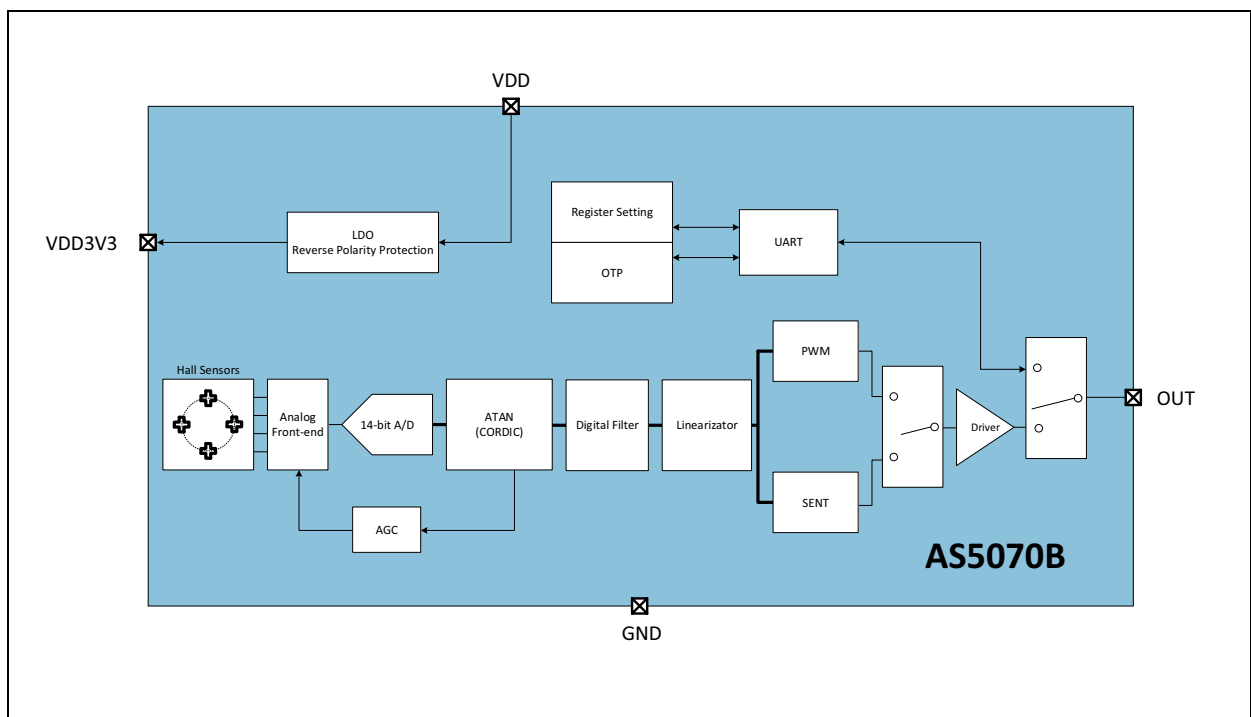 VDD
VDD3V3
LDO
Reverse Polarity Protection
Register Setting
OTP
UART
Hall Sensors
Analog
Front-end
14-bit A/D
ATAN
(CORDIC)
Digital Filter
Linearizator
PWM
SENT
Driver
OUT
AGC
AS5070B
GND